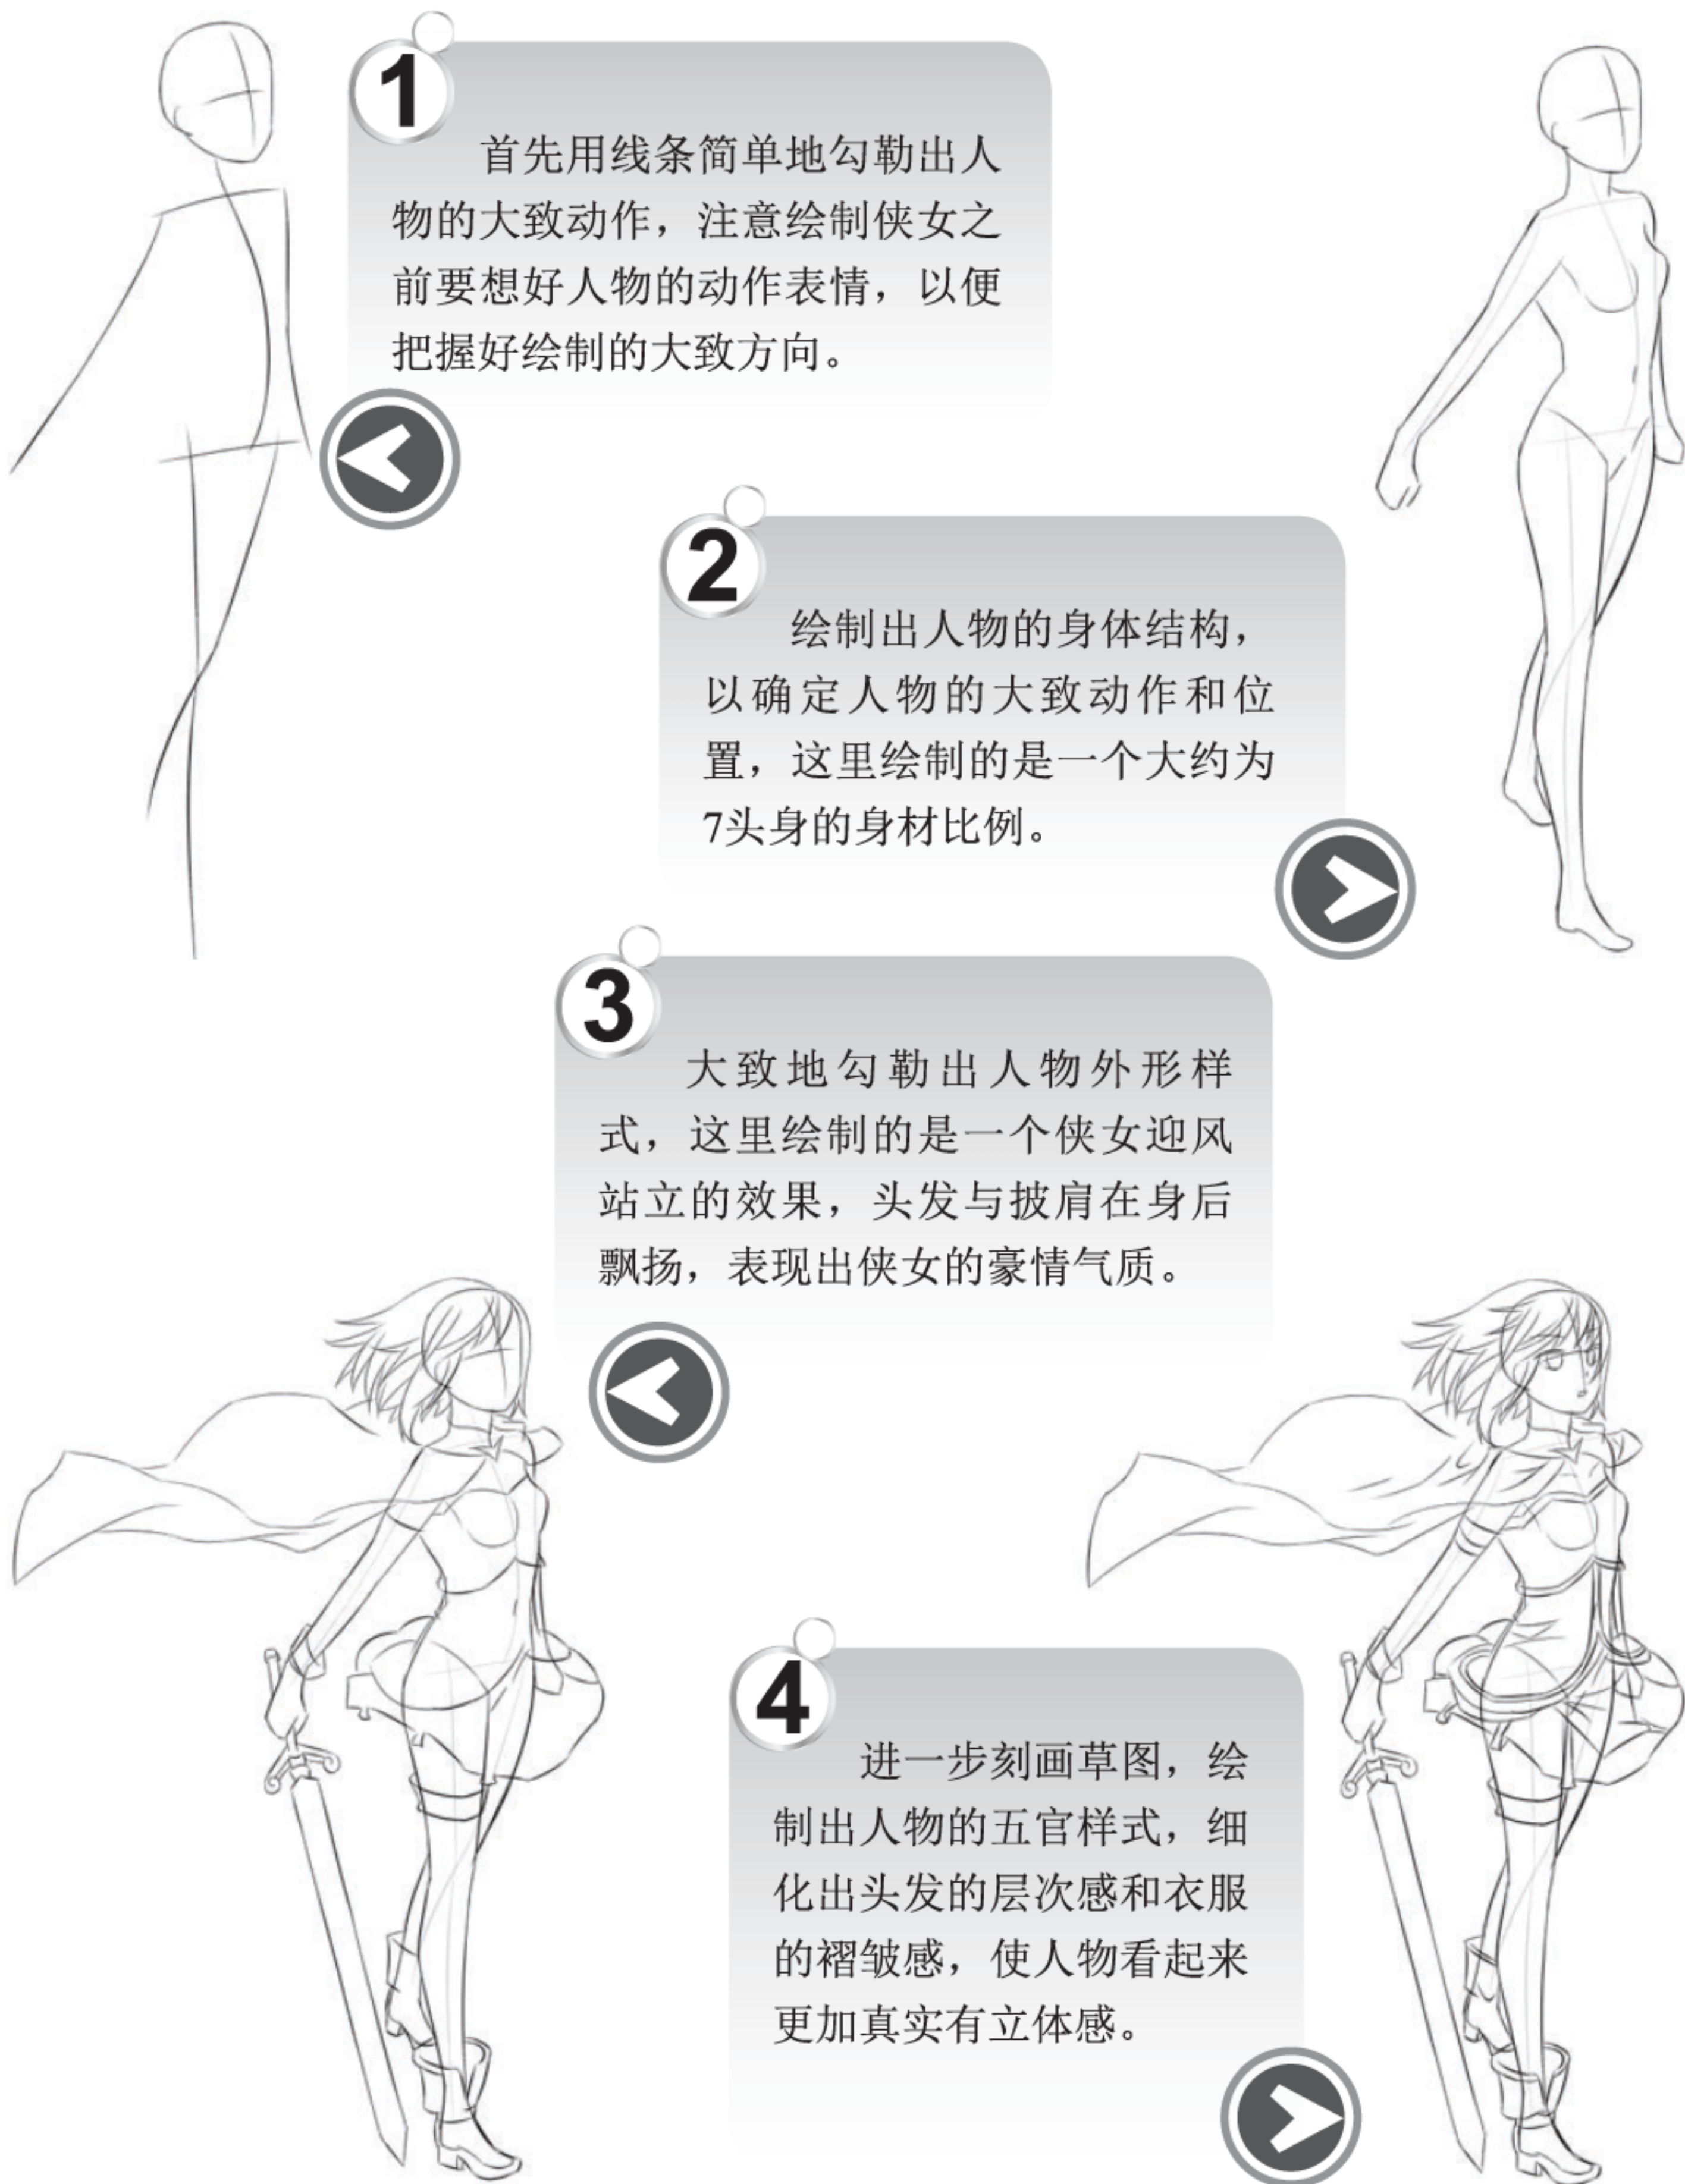 1
首先用线条简单地勾勒出人
物的大致动作，注意绘制侠女之
前要想好人物的动作表情，以便
把握好绘制的大致方向。
2
绘制出人物的身体结构，
以确定人物的大致动作和位
置，这里绘制的是一个大约为
7头身的身材比例。
3
大致地勾勒出人物外形样
式，这里绘制的是一个侠女迎风
站立的效果，头发与披肩在身后
飘扬，表现出侠女的豪情气质。
4
进一步刻画草图，绘
制出人物的五官样式，细
化出头发的层次感和衣服
的褶皱感，使人物看起来
更加真实有立体感。